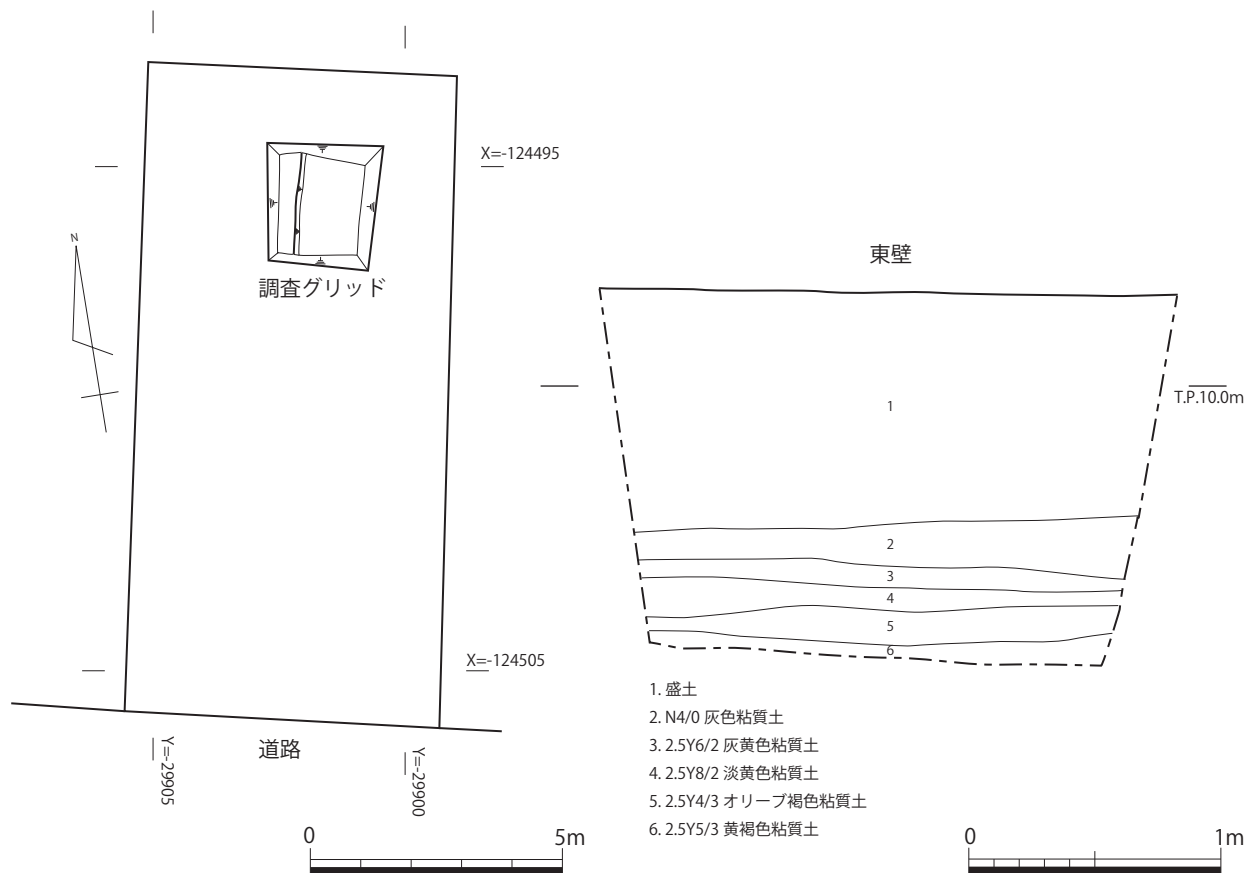 X=-124495
N
調査グリッド
X=-124505
道路
Y=-29905
Y=-29900
0
5m
東壁
T.P.10.0m
1
2
3
4
5
6
1. 盛土
2. N4/0 灰色粘質土
3. 2.5Y6/2 灰黄色粘質土
4. 2.5Y8/2 淡黄色粘質土
5. 2.5Y4/3 オリーブ褐色粘質土
6. 2.5Y5/3 黄褐色粘質土
0
1m